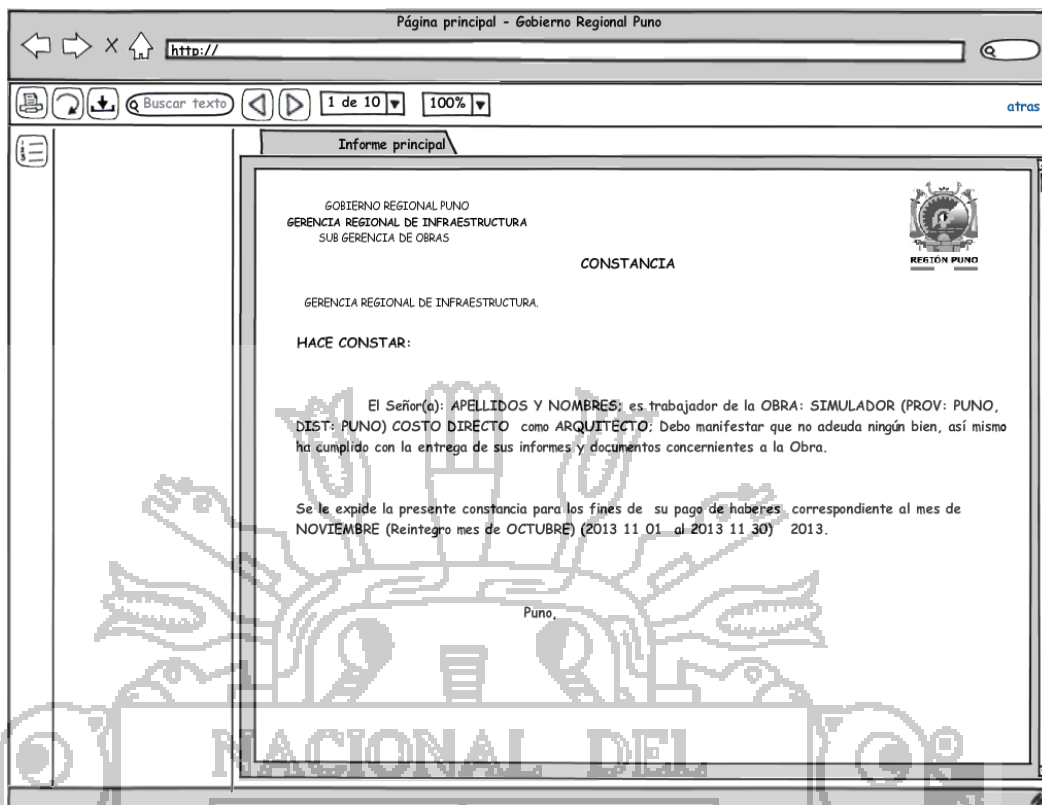 Página principal - Gobierno Regional Puno
http://
Buscar texto
1 de 10
100%
atras
Informe principal
GOBIERNO REGIONAL PUNO
GERENCIA REGIONAL DE INFRAESTRUCTURA
SUB GERENCIA DE OBRAS
REGIÓN PUNO
CONSTANCIA
GERENCIA REGIONAL DE INFRAESTRUCTURA.
HACE CONSTAR:
El Señor(a): APELLIDOS Y NOMBRES; es trabajador de la OBRA: SIMULADOR (PROV: PUNO,
DIST: PUNO) COSTO DIRECTO como ARQUITECTO; Debo manifestar que no adeuda ningún bien, así mismo
ha cumplido con la entrega de sus informes y documentos concernientes a la Obra.
Se le expide la presente constancia para los fines de su pago de haberes correspondiente al mes de
NOVIEMBRE (Reintegro mes de OCTUBRE) (2013 11 01 al 2013 11 30) 2013.
Puno,
NACIONAL DEL